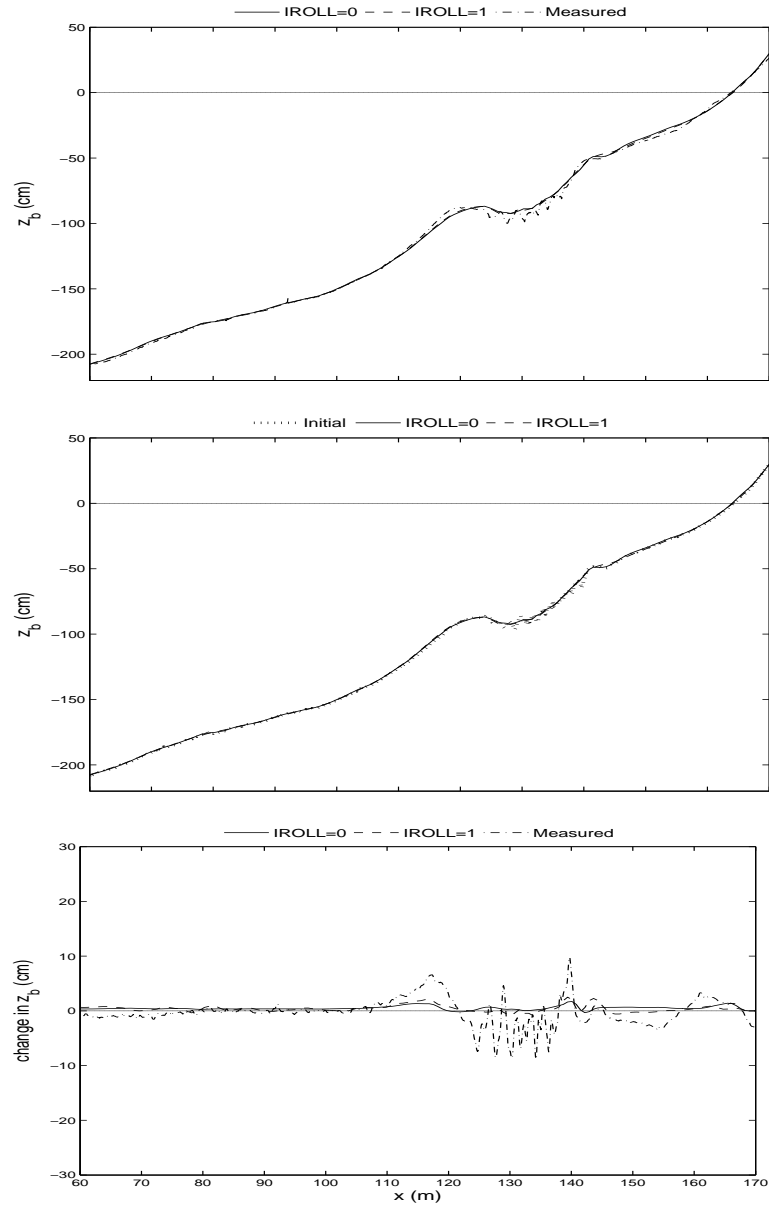 IROLL=0 IROLL=1 Measured
50
0
−50
−100
−150
−200
z_b (cm)
Initial IROLL=0 IROLL=1
50
0
−50
−100
−150
−200
z_b (cm)
IROLL=0 IROLL=1 Measured
30
20
10
0
−10
−20
−30
change in z_b (cm)
60 70 80 90 100 110 120 130 140 150 160 170
x (m)